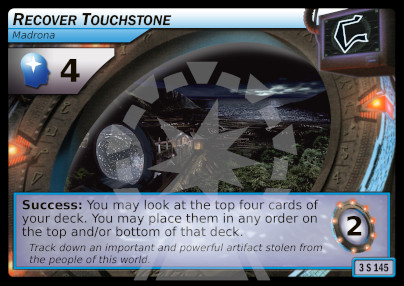 RECOVER TOUCHSTONE
Madrona
4
Success: You may look at the top four cards of
your deck. You may place them in any order on
the top and/or bottom of that deck.
2
Track down an important and powerful artifact stolen from
the people of this world.
3 S 145